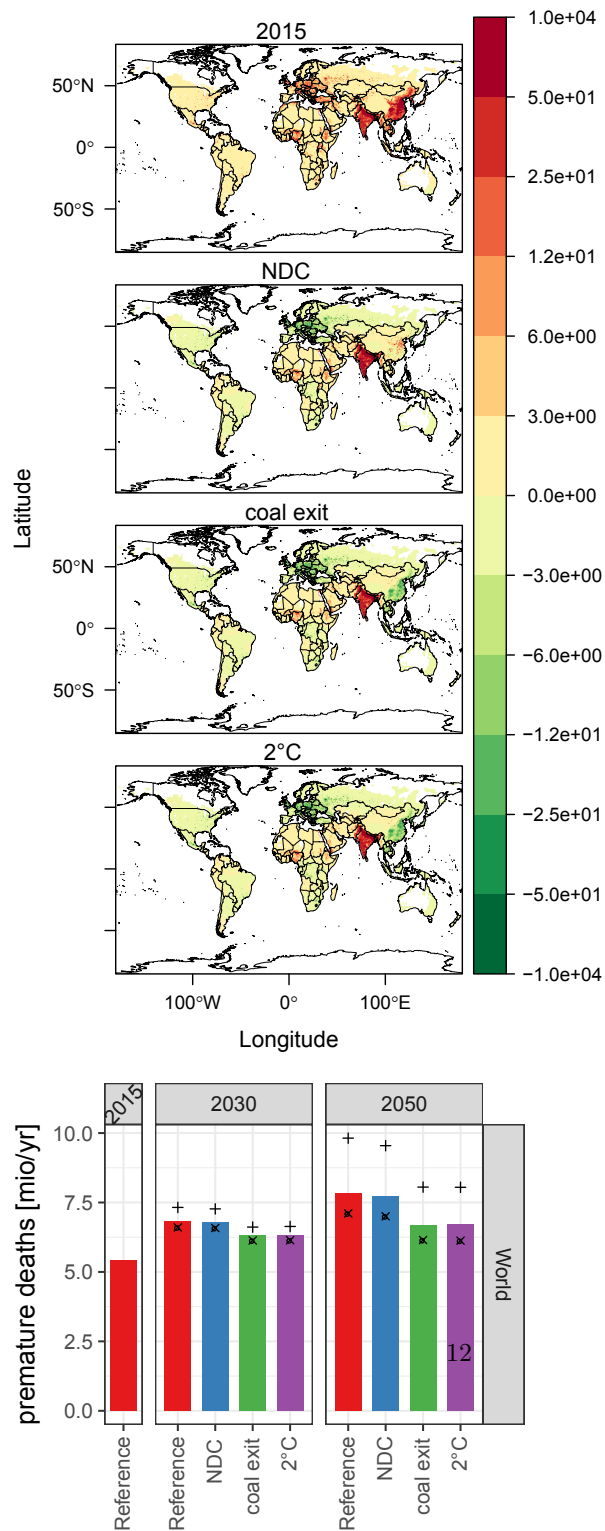 2015
50°N
0°
50°S
NDC
coal exit
50°N
0°
50°S
2°C
100°W 0° 100°E
Longitude
Latitude
1.0e+04
5.0e+01
2.5e+01
1.2e+01
6.0e+00
3.0e+00
0.0e+00
−3.0e+00
−6.0e+00
−1.2e+01
−2.5e+01
−5.0e+01
−1.0e+04
2015 2030 2050
premature deaths [mio/yr]
10.0
7.5
5.0
2.5
0.0
World
12
Reference Reference NDC coal exit 2°C Reference NDC coal exit 2°C